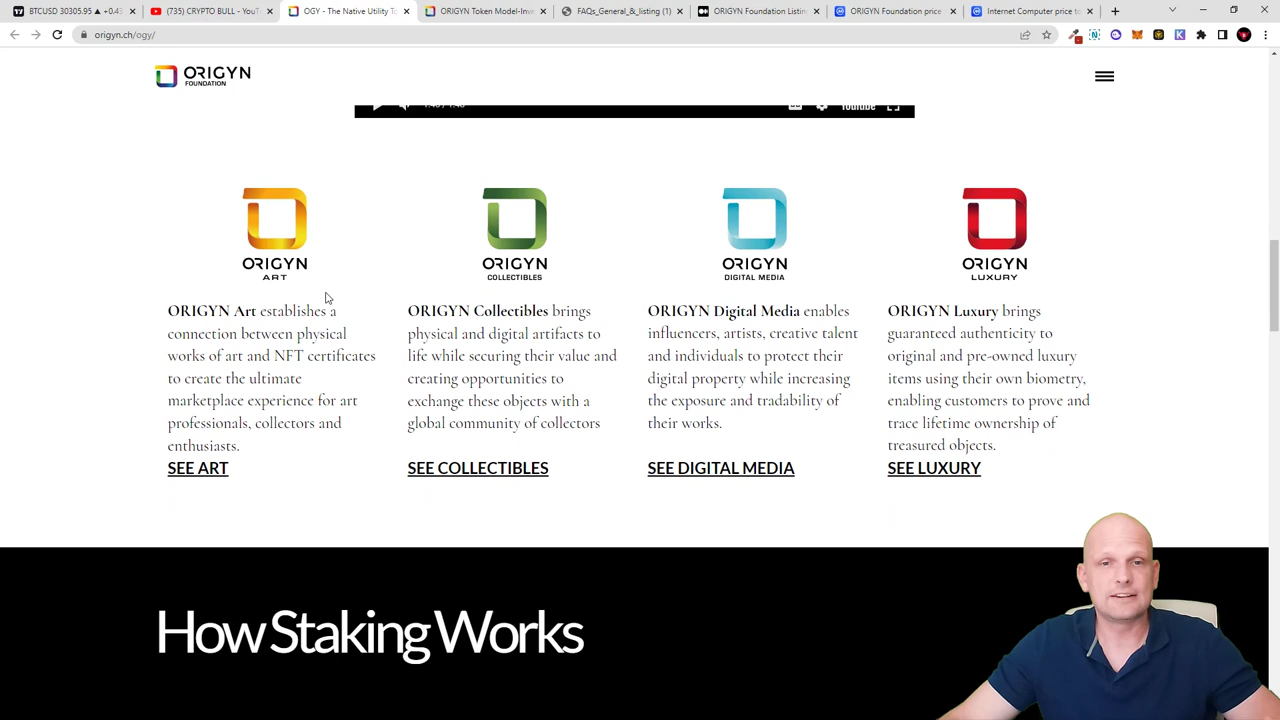 BTCUSD 30305.95 ▲ +0.43
(735) CRYPTO BULL - YouT
OGY - The Native Utility To
ORIGYN Token Model-Inv
FAQs_General_&_listing (1)
ORIGYN Foundation Listin
ORIGYN Foundation price
Internet Computer price to
origyn.ch/ogy/
ORIGYN
FOUNDATION
YouTube
ORIGYN
ART
ORIGYN
COLLECTIBLES
ORIGYN
DIGITAL MEDIA
ORIGYN
LUXURY
ORIGYN Art establishes a
connection between physical
works of art and NFT certificates
to create the ultimate
marketplace experience for art
professionals, collectors and
enthusiasts.
SEE ART
ORIGYN Collectibles brings
physical and digital artifacts to
life while securing their value and
creating opportunities to
exchange these objects with a
global community of collectors
SEE COLLECTIBLES
ORIGYN Digital Media enables
influencers, artists, creative talent
and individuals to protect their
digital property while increasing
the exposure and tradability of
their works.
SEE DIGITAL MEDIA
ORIGYN Luxury brings
guaranteed authenticity to
original and pre-owned luxury
items using their own biometry,
enabling customers to prove and
trace lifetime ownership of
treasured objects.
SEE LUXURY
How Staking Works